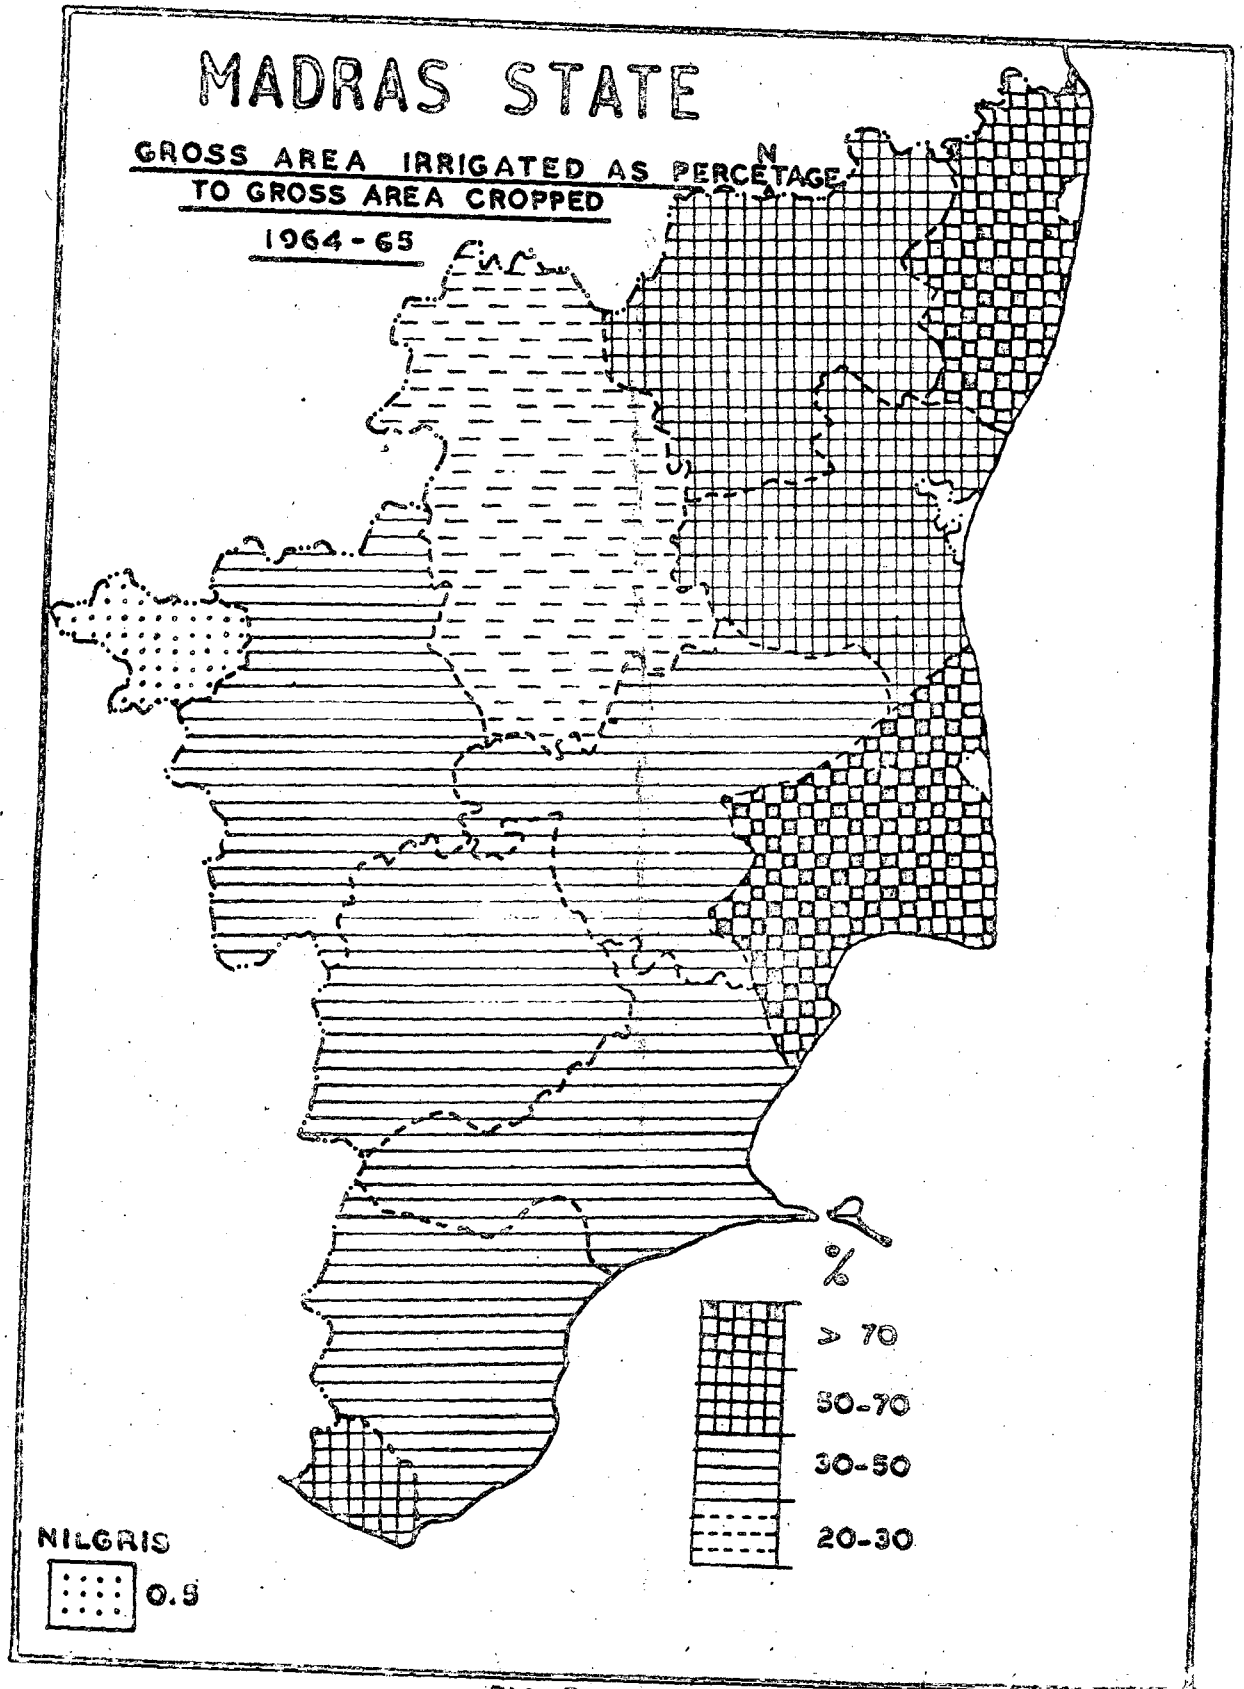 MADRAS STATE
GROSS AREA IRRIGATED AS PERCETAGE
TO GROSS AREA CROPPED
1964-65
N
%
> 70
50-70
30-50
20-30
NILGRIS
0.5